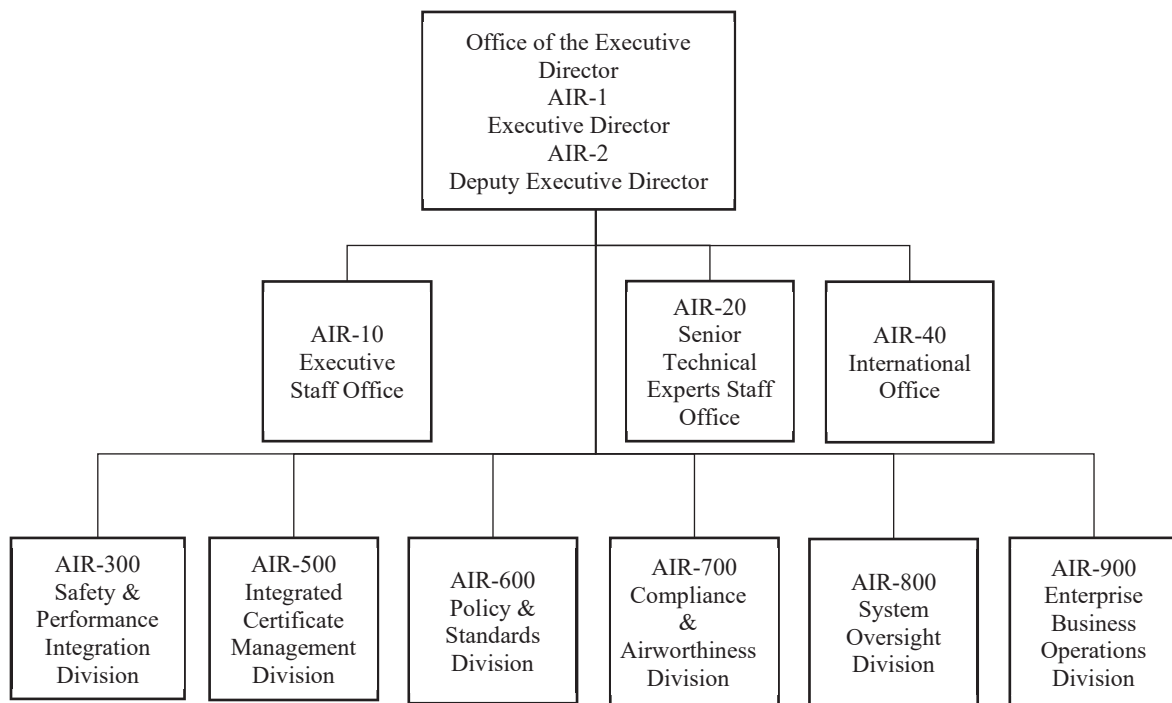 Office of the Executive
Director
AIR-1
Executive Director
AIR-2
Deputy Executive Director
AIR-10
Executive
Staff Office
AIR-20
Senior
Technical
Experts Staff
Office
AIR-40
International
Office
AIR-300
Safety &
Performance
Integration
Division
AIR-500
Integrated
Certificate
Management
Division
AIR-600
Policy &
Standards
Division
AIR-700
Compliance
&
Airworthiness
Division
AIR-800
System
Oversight
Division
AIR-900
Enterprise
Business
Operations
Division